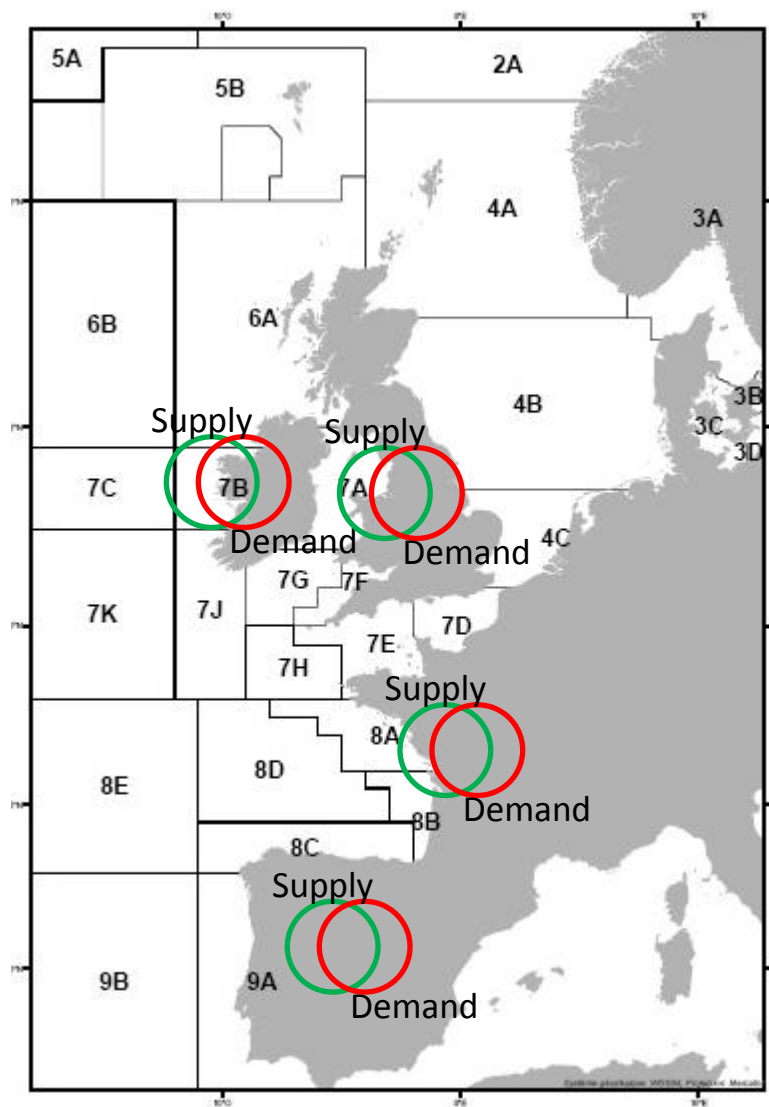 5A
2A
5B
4A
3A
6A
6B
4B
3B
3C
3D
Supply
Supply
7C
7B
7A
Demand
Demand
4C
7G
7F
7K
7J
7D
7E
7H
Supply
8A
8D
8E
Demand
8B
8C
Supply
9B
9A
Demand